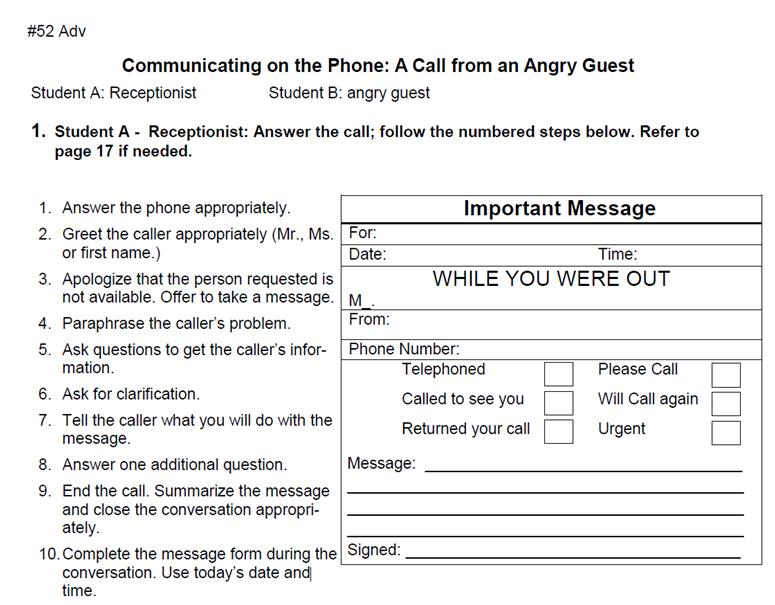 #52 Adv
Communicating on the Phone: A Call from an Angry Guest
Student A: Receptionist Student B: angry guest
1. Student A - Receptionist: Answer the call; follow the numbered steps below. Refer to
page 17 if needed.
1. Answer the phone appropriately.
2. Greet the caller appropriately (Mr., Ms.
or first name.)
3. Apologize that the person requested is
not available. Offer to take a message.
4. Paraphrase the caller's problem.
5. Ask questions to get the caller's infor-
mation.
6. Ask for clarification.
7. Tell the caller what you will do with the
message.
8. Answer one additional question.
9. End the call. Summarize the message
and close the conversation appropri-
ately.
10. Complete the message form during the
conversation. Use today's date and
time.
Important Message
For:
Date: Time:
WHILE YOU WERE OUT
M_.
From:
Phone Number:
Telephoned Please Call
Called to see you Will Call again
Returned your call Urgent
Message:
Signed: